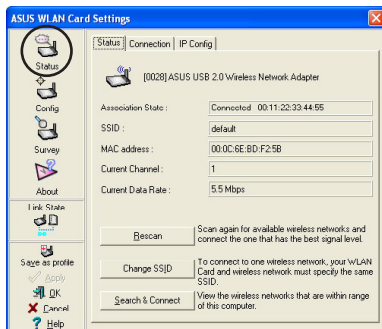 ASUS WLAN Card Settings
Status
Config
Survey
About
Link State
Save as profile
Apply
OK
Cancel
Help
Status Connection IP Config
[0028] ASUS USB 2.0 Wireless Network Adapter
Association State : Connected 00:11:22:33:44:55
SSID : default
MAC address : 00:0C:6E:BD:F2:5B
Current Channel : 1
Current Data Rate : 5.5 Mbps
Rescan
Scan again for available wireless networks and
connect the one that has the best signal level.
Change SSID
To connect to one wireless network, your WLAN
Card and wireless network must specify the same
SSID.
Search & Connect
View the wireless networks that are within range
of this computer.